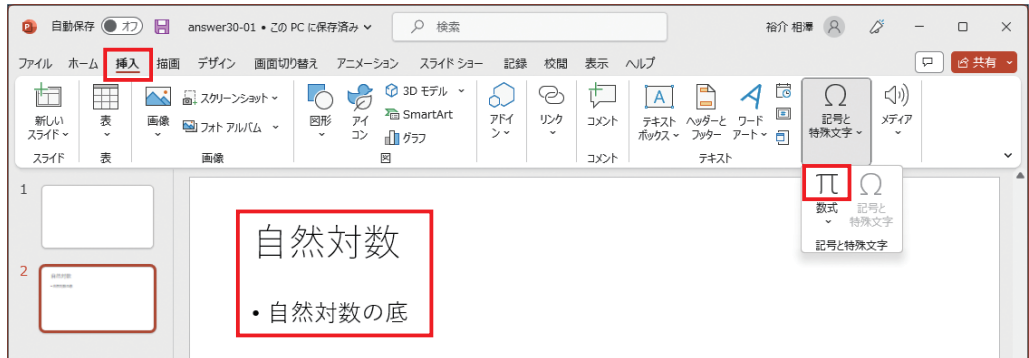 自動保存 オフ answer30-01 • この PC に保存済み 検索 裕介 相澤
ファイル ホーム 挿入 描画 デザイン 画面切り替え アニメーション スライド ショー 記録 校閲 表示 ヘルプ 共有
新しい
スライド
表
画像
スクリーンショット
フォト アルバム
図形
アイ
コン
3D モデル
SmartArt
グラフ
アドイ
ン
リンク
コメント
テキスト
ボックス
ヘッダーと
フッター
ワード
アート
記号と
特殊文字
メディア
スライド 表 画像 図 コメント テキスト
π Ω
数式
記号と
特殊文字
記号と特殊文字
1
2
自然対数
• 自然対数の底